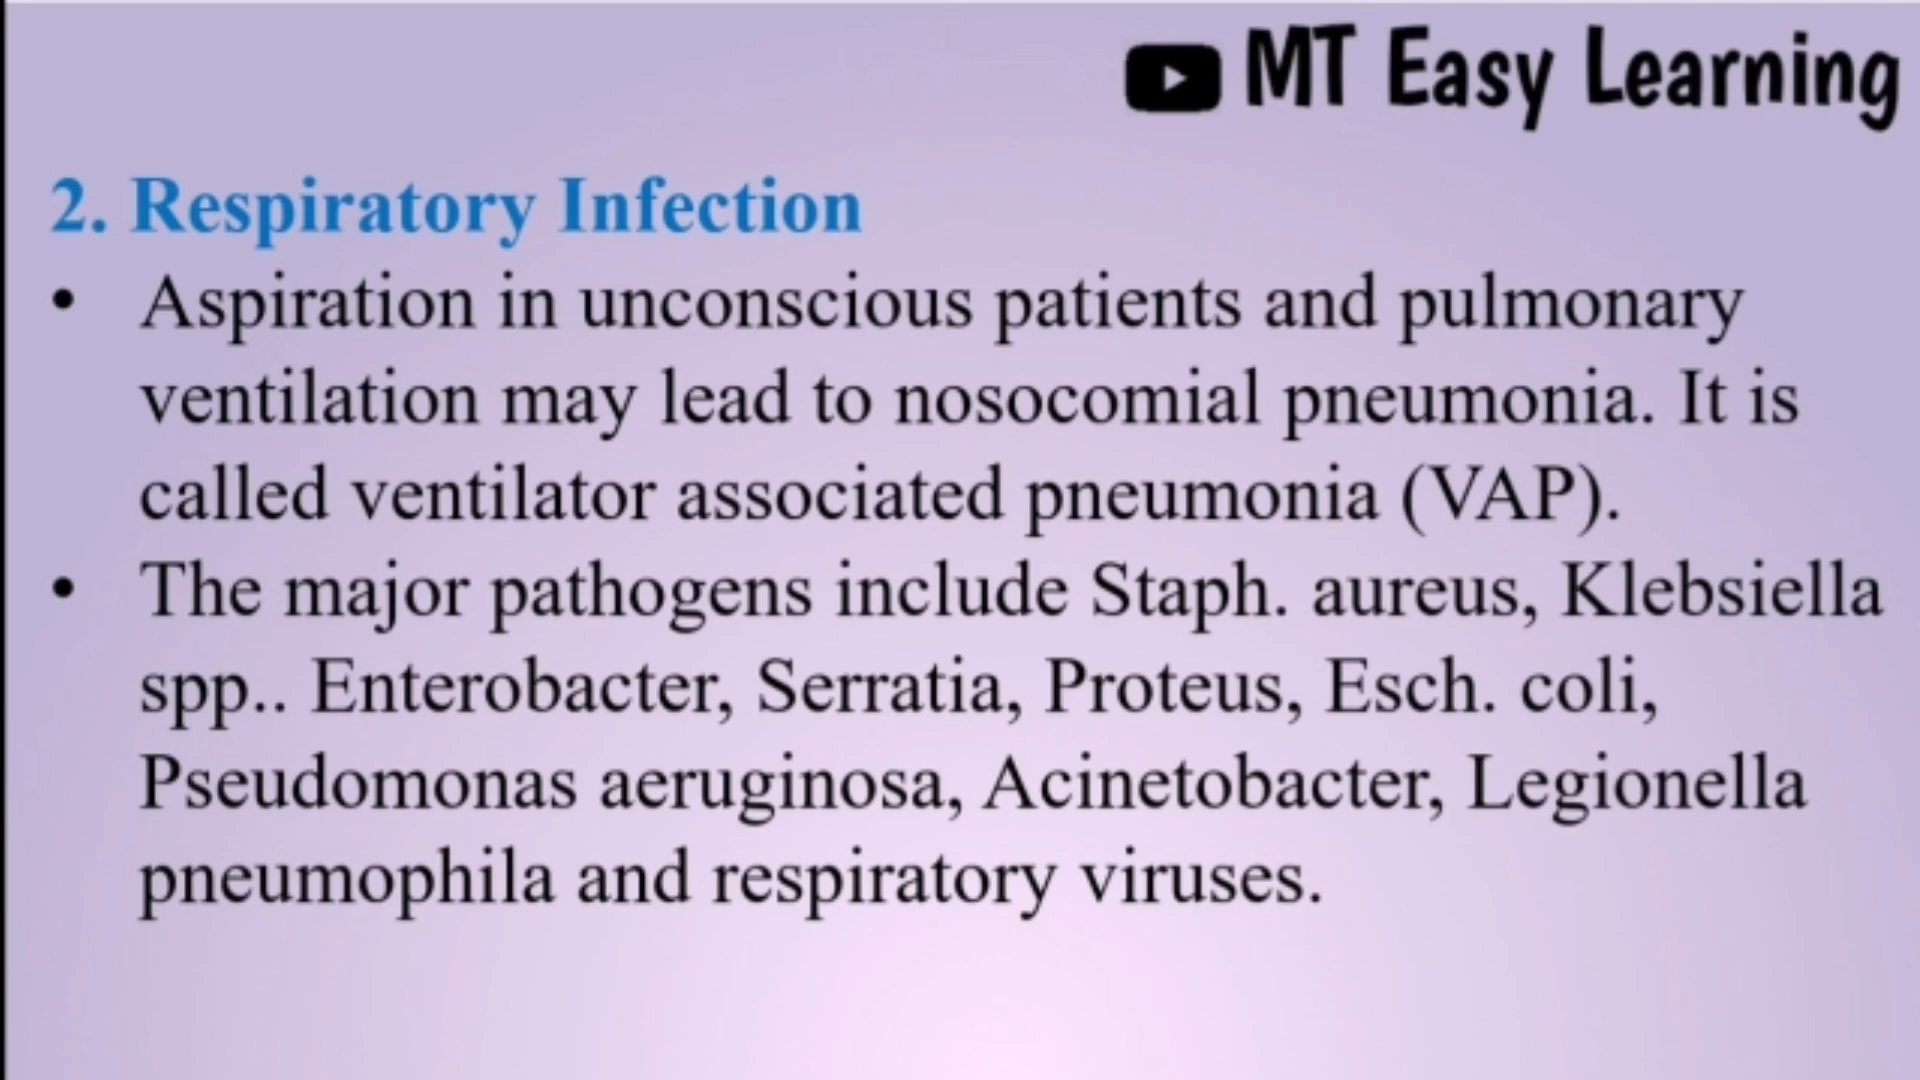 MT Easy Learning
2. Respiratory Infection
• Aspiration in unconscious patients and pulmonary
ventilation may lead to nosocomial pneumonia. It is
called ventilator associated pneumonia (VAP).
• The major pathogens include Staph. aureus, Klebsiella
spp.. Enterobacter, Serratia, Proteus, Esch. coli,
Pseudomonas aeruginosa, Acinetobacter, Legionella
pneumophila and respiratory viruses.